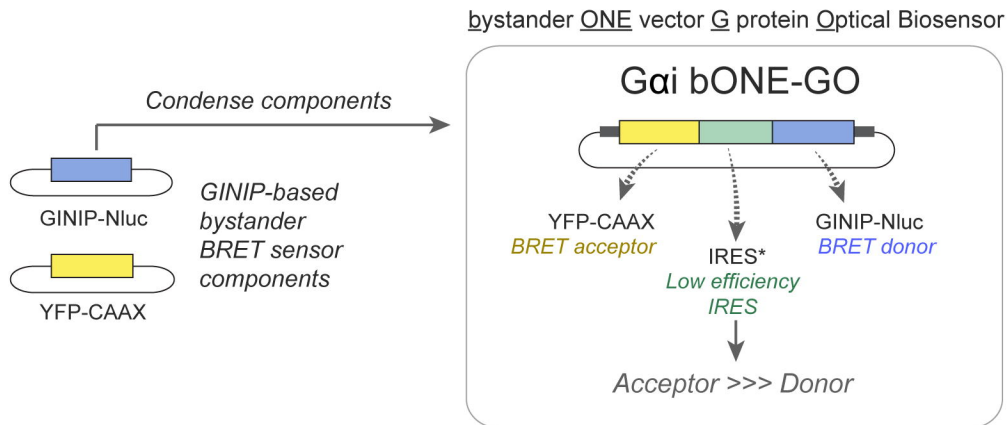 bystander ONE vector G protein Optical Biosensor
Condense components
GINIP-Nluc
YFP-CAAX
GINIP-based
bystander
BRET sensor
components
Gαi bONE-GO
YFP-CAAX
BRET acceptor
IRES*
Low efficiency
IRES
GINIP-Nluc
BRET donor
Acceptor >>> Donor